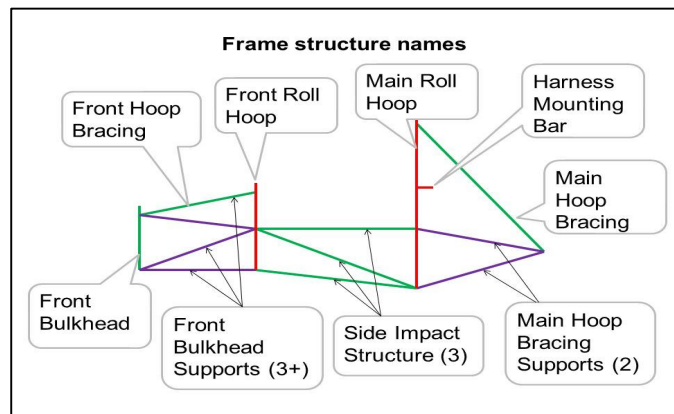 Frame structure names
Front Hoop
Bracing
Front Roll
Hoop
Main Roll
Hoop
Harness
Mounting
Bar
Main
Hoop
Bracing
Front
Bulkhead
Front
Bulkhead
Supports (3+)
Side Impact
Structure (3)
Main Hoop
Bracing
Supports (2)